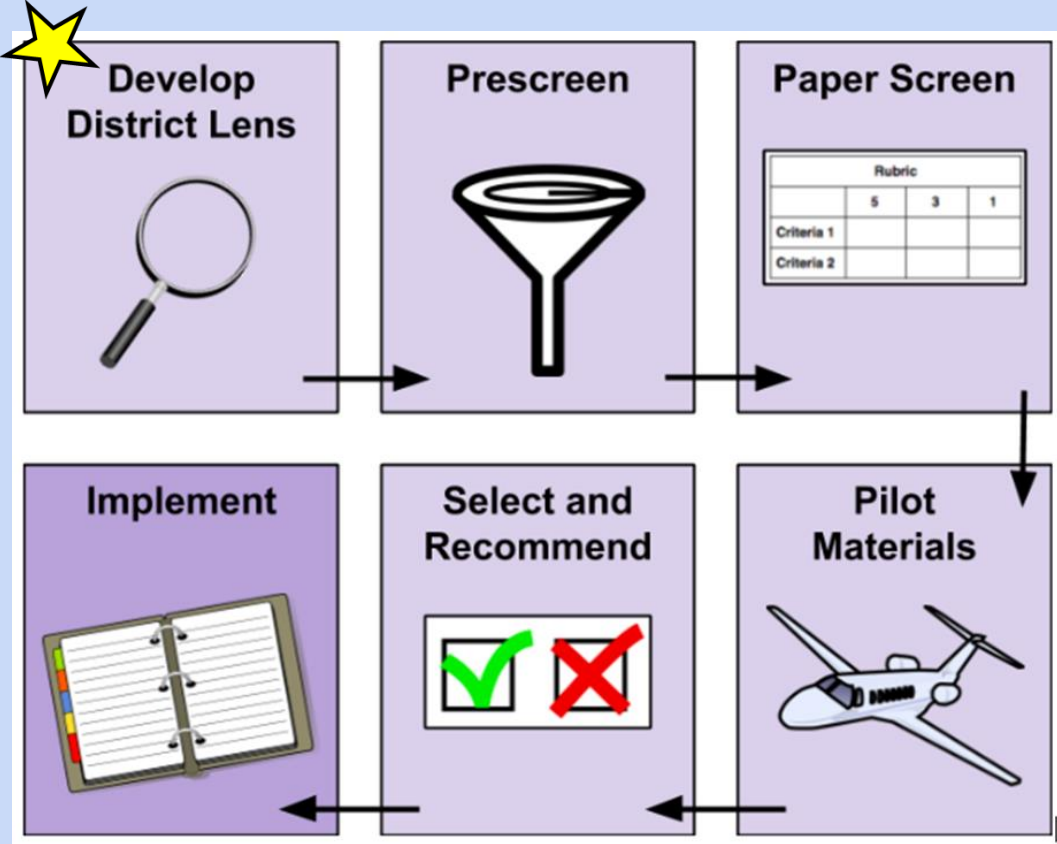 Develop
District Lens
Prescreen
Paper Screen
Rubric
5 3 1
Criteria 1
Criteria 2
Implement
Select and
Recommend
Pilot
Materials